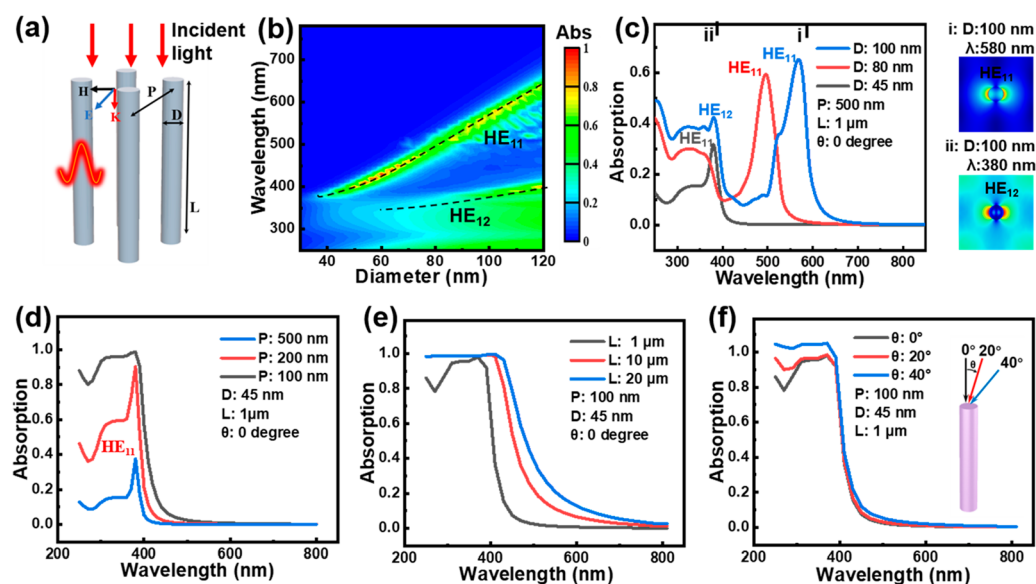 (a)
Incident
light
H
P
E
K
D
L
(b)
Abs
Wavelength (nm)
700
600
500
400
300
HE11
HE12
40
60
80
100
120
Diameter (nm)
1
0.8
0.6
0.4
0.2
0
(c)
ii
i
HE11
HE11
HE12
HE11
D: 100 nm
D: 80 nm
D: 45 nm
P: 500 nm
L: 1 μm
θ: 0 degree
Absorption
0.6
0.4
0.2
0.0
300 400 500 600 700 800
Wavelength (nm)
i: D:100 nm
λ:580 nm
HE11
ii: D:100 nm
λ:380 nm
HE12
(d)
P: 500 nm
P: 200 nm
P: 100 nm
D: 45 nm
L: 1μm
θ: 0 degree
HE11
Absorption
1.0
0.8
0.6
0.4
0.2
0.0
200
400
600
800
Wavelength (nm)
(e)
L: 1 μm
L: 10 μm
L: 20 μm
P: 100 nm
D: 45 nm
θ: 0 degree
Absorption
1.0
0.8
0.6
0.4
0.2
0.0
200
400
600
800
Wavelength (nm)
(f)
θ: 0°
θ: 20°
θ: 40°
P: 100 nm
D: 45 nm
L: 1 μm
0° 20°
θ
40°
Absorption
1.0
0.8
0.6
0.4
0.2
0.0
200
400
600
800
Wavelength (nm)